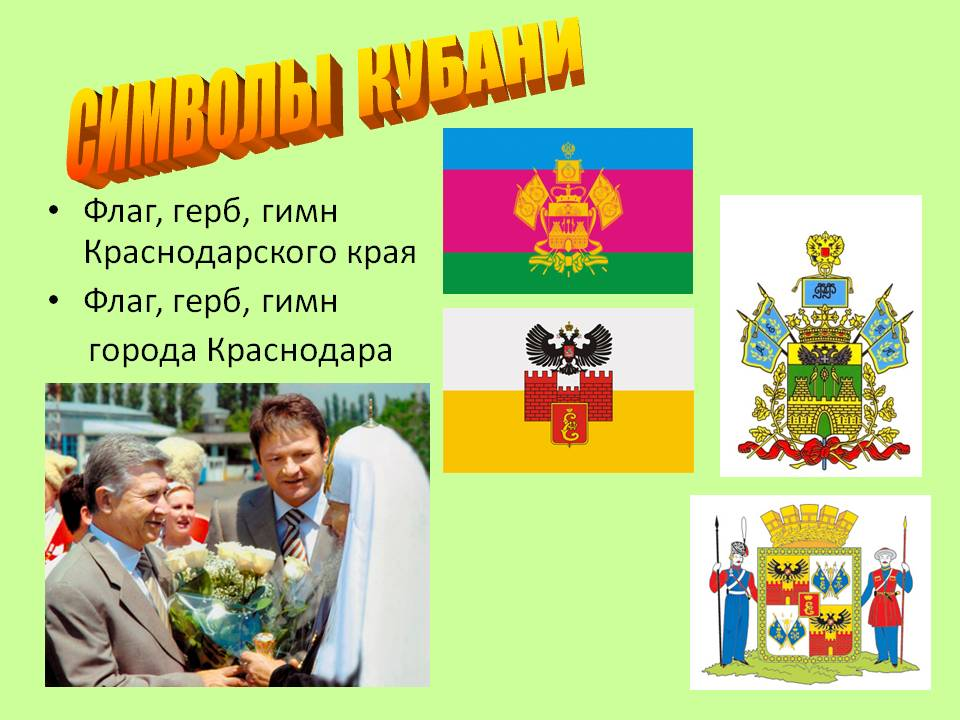 СИМВОЛЫ КУБАНИ
• Флаг, герб, гимн
Краснодарского края
• Флаг, герб, гимн
города Краснодара